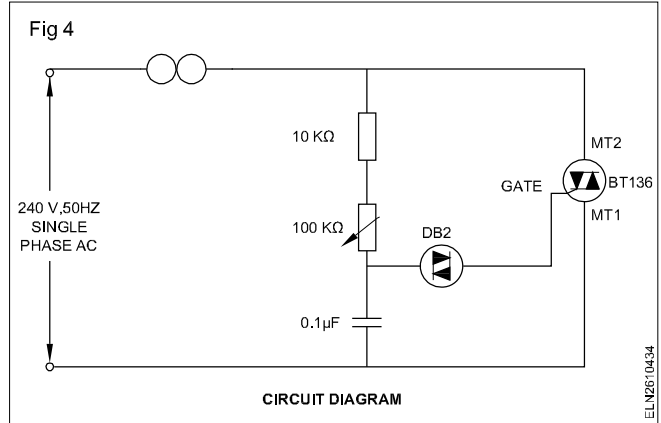 Fig 4
MT2
10 KΩ
GATE
BT136
MT1
240 V,50HZ
SINGLE
PHASE AC
100 KΩ
DB2
0.1µF
CIRCUIT DIAGRAM
ELN2610434